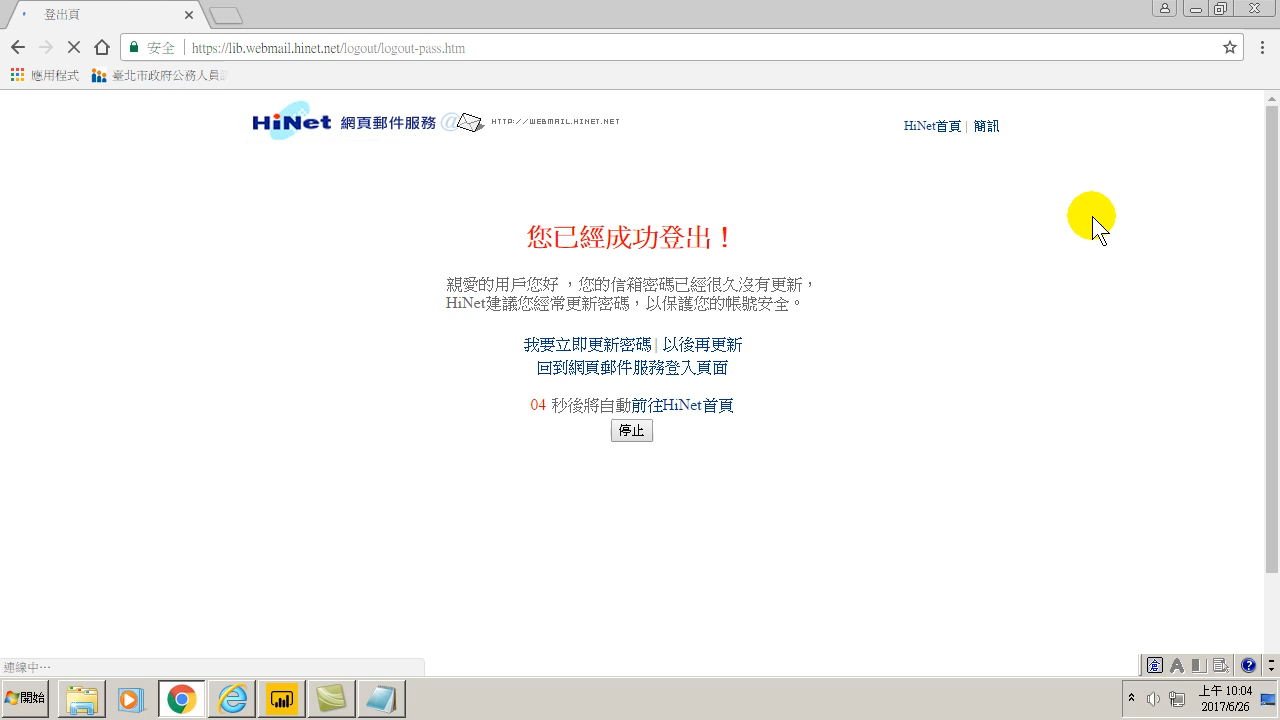 登出頁
安全 https://lib.webmail.hinet.net/logout/logout-pass.htm
應用程式 臺北市政府公務人員
HiNet 網頁郵件服務 @ HTTP://WEBMAIL.HINET.NET
HiNet首頁 | 簡訊
您已經成功登出！
親愛的用戶您好，您的信箱密碼已經很久沒有更新，
HiNet建議您經常更新密碼，以保護您的帳號安全。
我要立即更新密碼 | 以後再更新
回到網頁郵件服務登入頁面
04 秒後將自動前往HiNet首頁
停止
連線中…
倉 A
開始
上午 10:04
2017/6/26